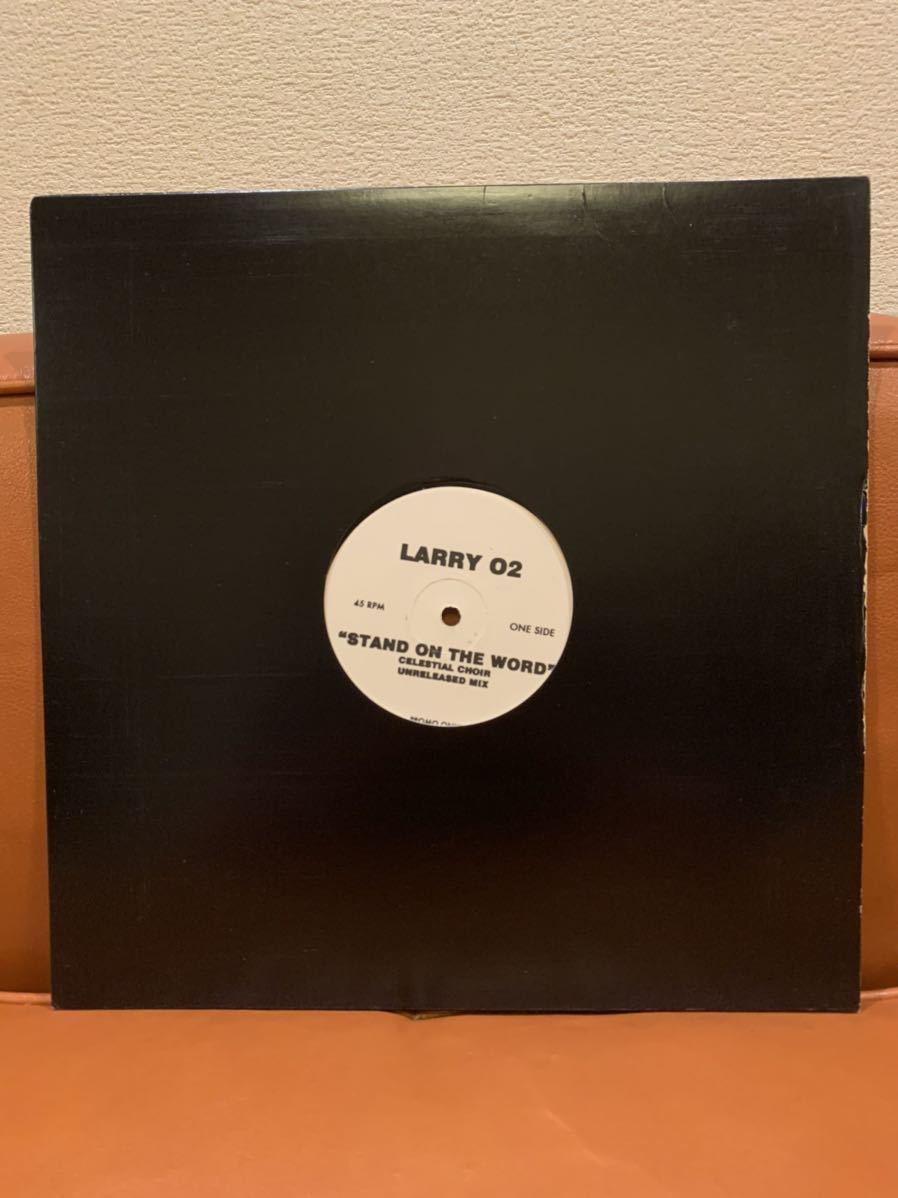 LARRY 02
45 RPM
ONE SIDE
"STAND ON THE WORD"
CELESTIAL CHOIR
UNRELEASED MIX